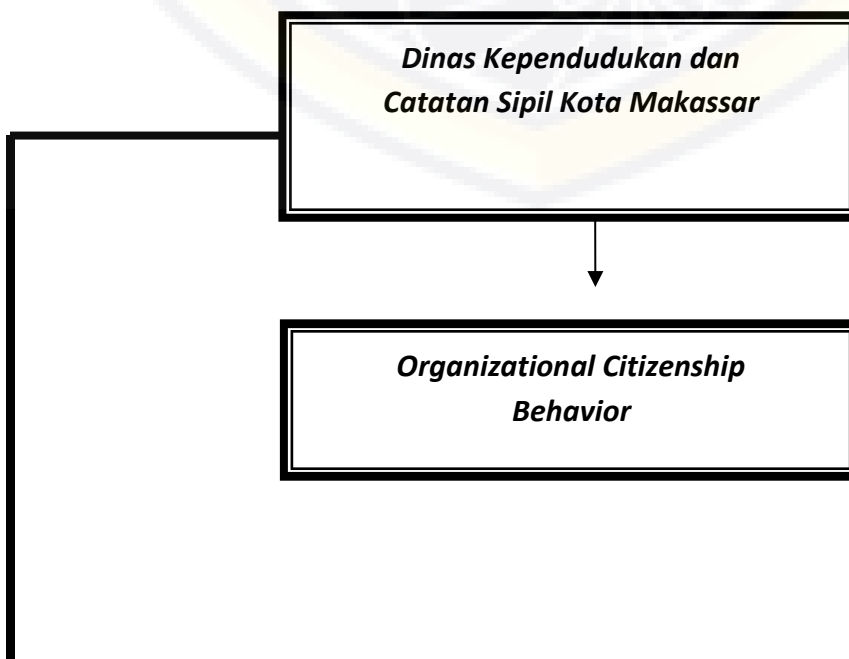 Dinas Kependudukan dan
Catatan Sipil Kota Makassar
Organizational Citizenship
Behavior